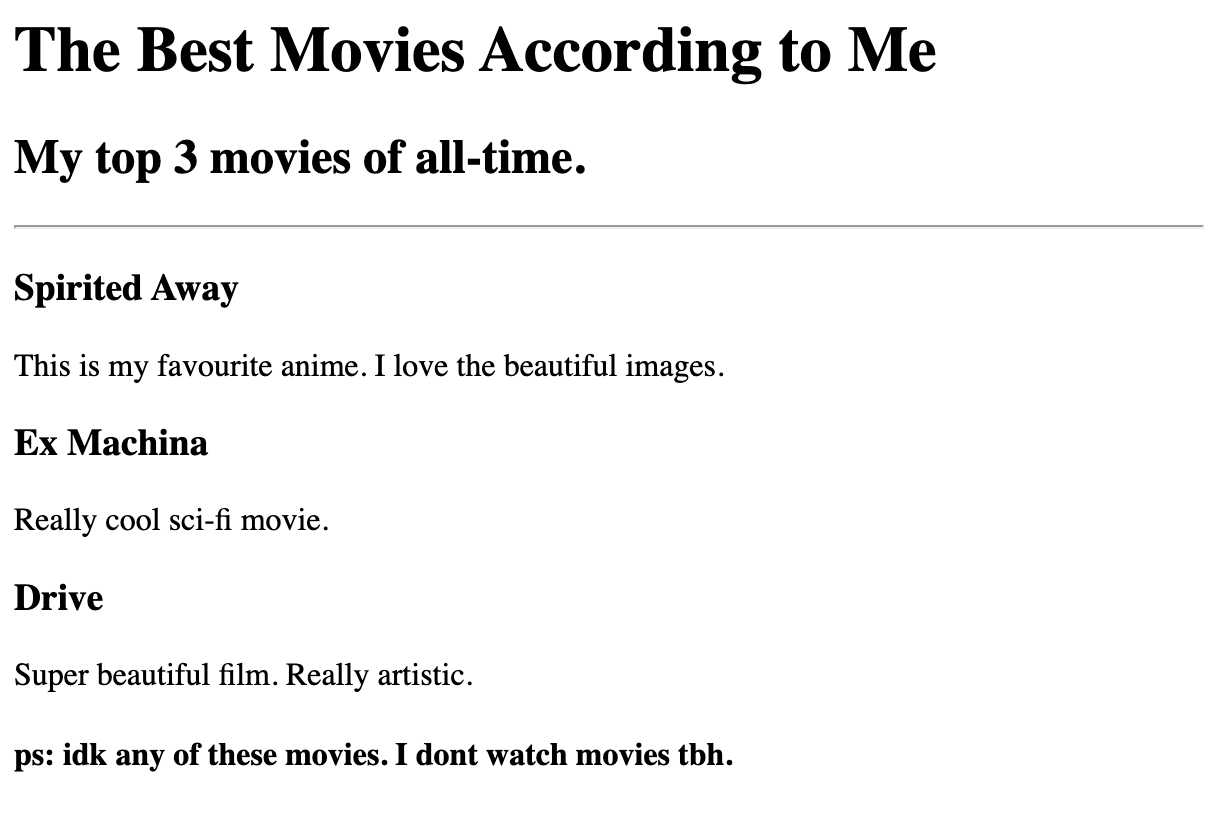 The Best Movies According to Me
My top 3 movies of all-time.
Spirited Away
This is my favourite anime. I love the beautiful images.
Ex Machina
Really cool sci-fi movie.
Drive
Super beautiful film. Really artistic.
ps: idk any of these movies. I dont watch movies tbh.